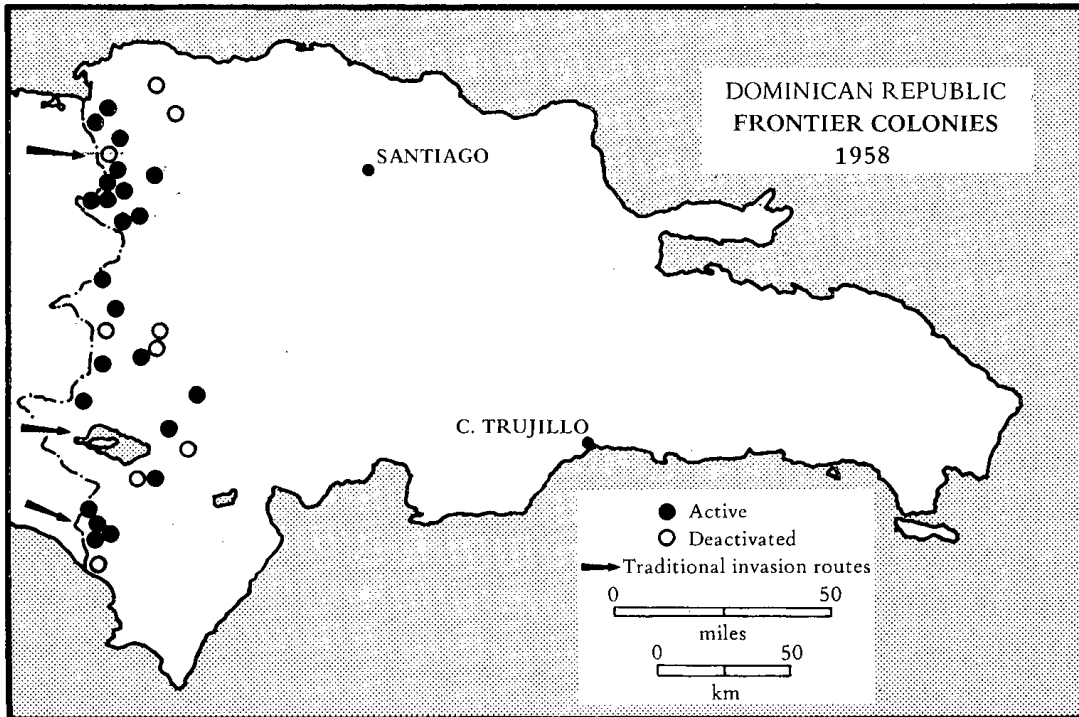 DOMINICAN REPUBLIC
FRONTIER COLONIES
1958
SANTIAGO
C. TRUJILLO
Active
Deactivated
Traditional invasion routes
0 50
miles
0 50
km